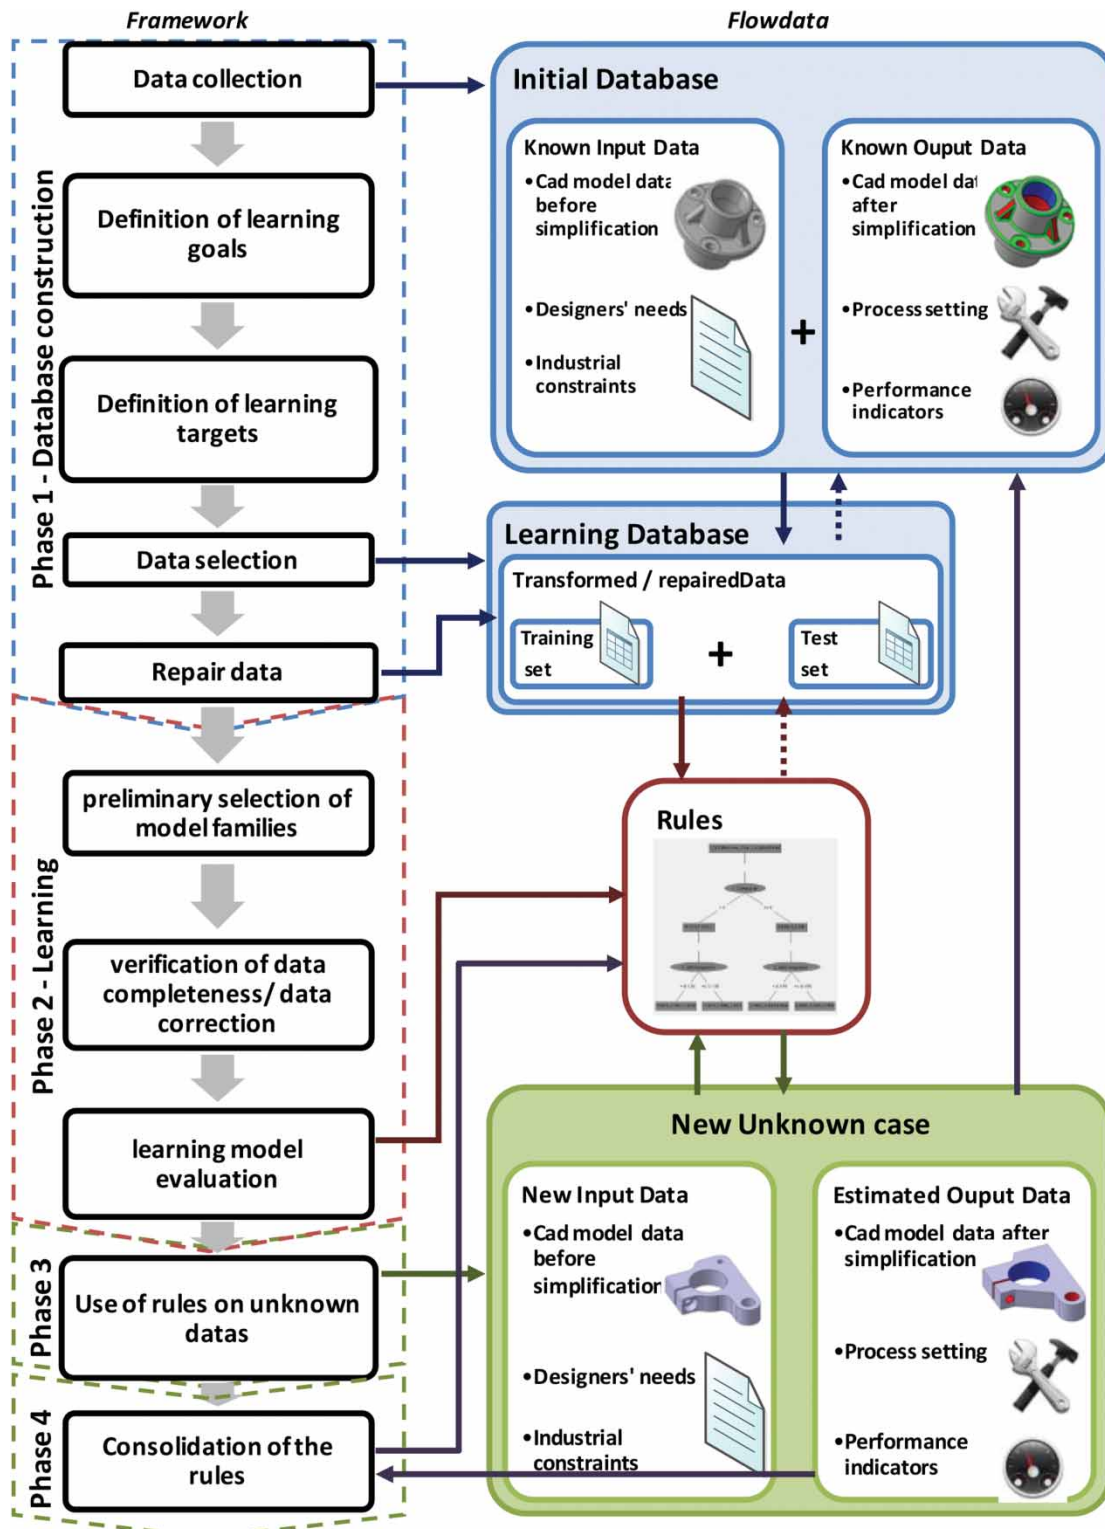 Framework
Flowdata
Phase 1 - Database construction
Data collection
Definition of learning
goals
Definition of learning
targets
Data selection
Repair data
Phase 2 - Learning
preliminary selection of
model families
verification of data
completeness/ data
correction
learning model
evaluation
Phase 3
Use of rules on unknown
datas
Phase 4
Consolidation of the
rules
Initial Database
Known Input Data
•Cad model data
before
simplification
•Designers' needs
•Industrial
constraints
+
Known Ouput Data
•Cad model dat
after
simplification
•Process setting
•Performance
indicators
Learning Database
Transformed / repairedData
Training
set
+
Test
set
Rules
New Unknown case
New Input Data
•Cad model data
before
simplification
•Designers' needs
•Industrial
constraints
Estimated Ouput Data
•Cad model data after
simplification
•Process setting
•Performance
indicators